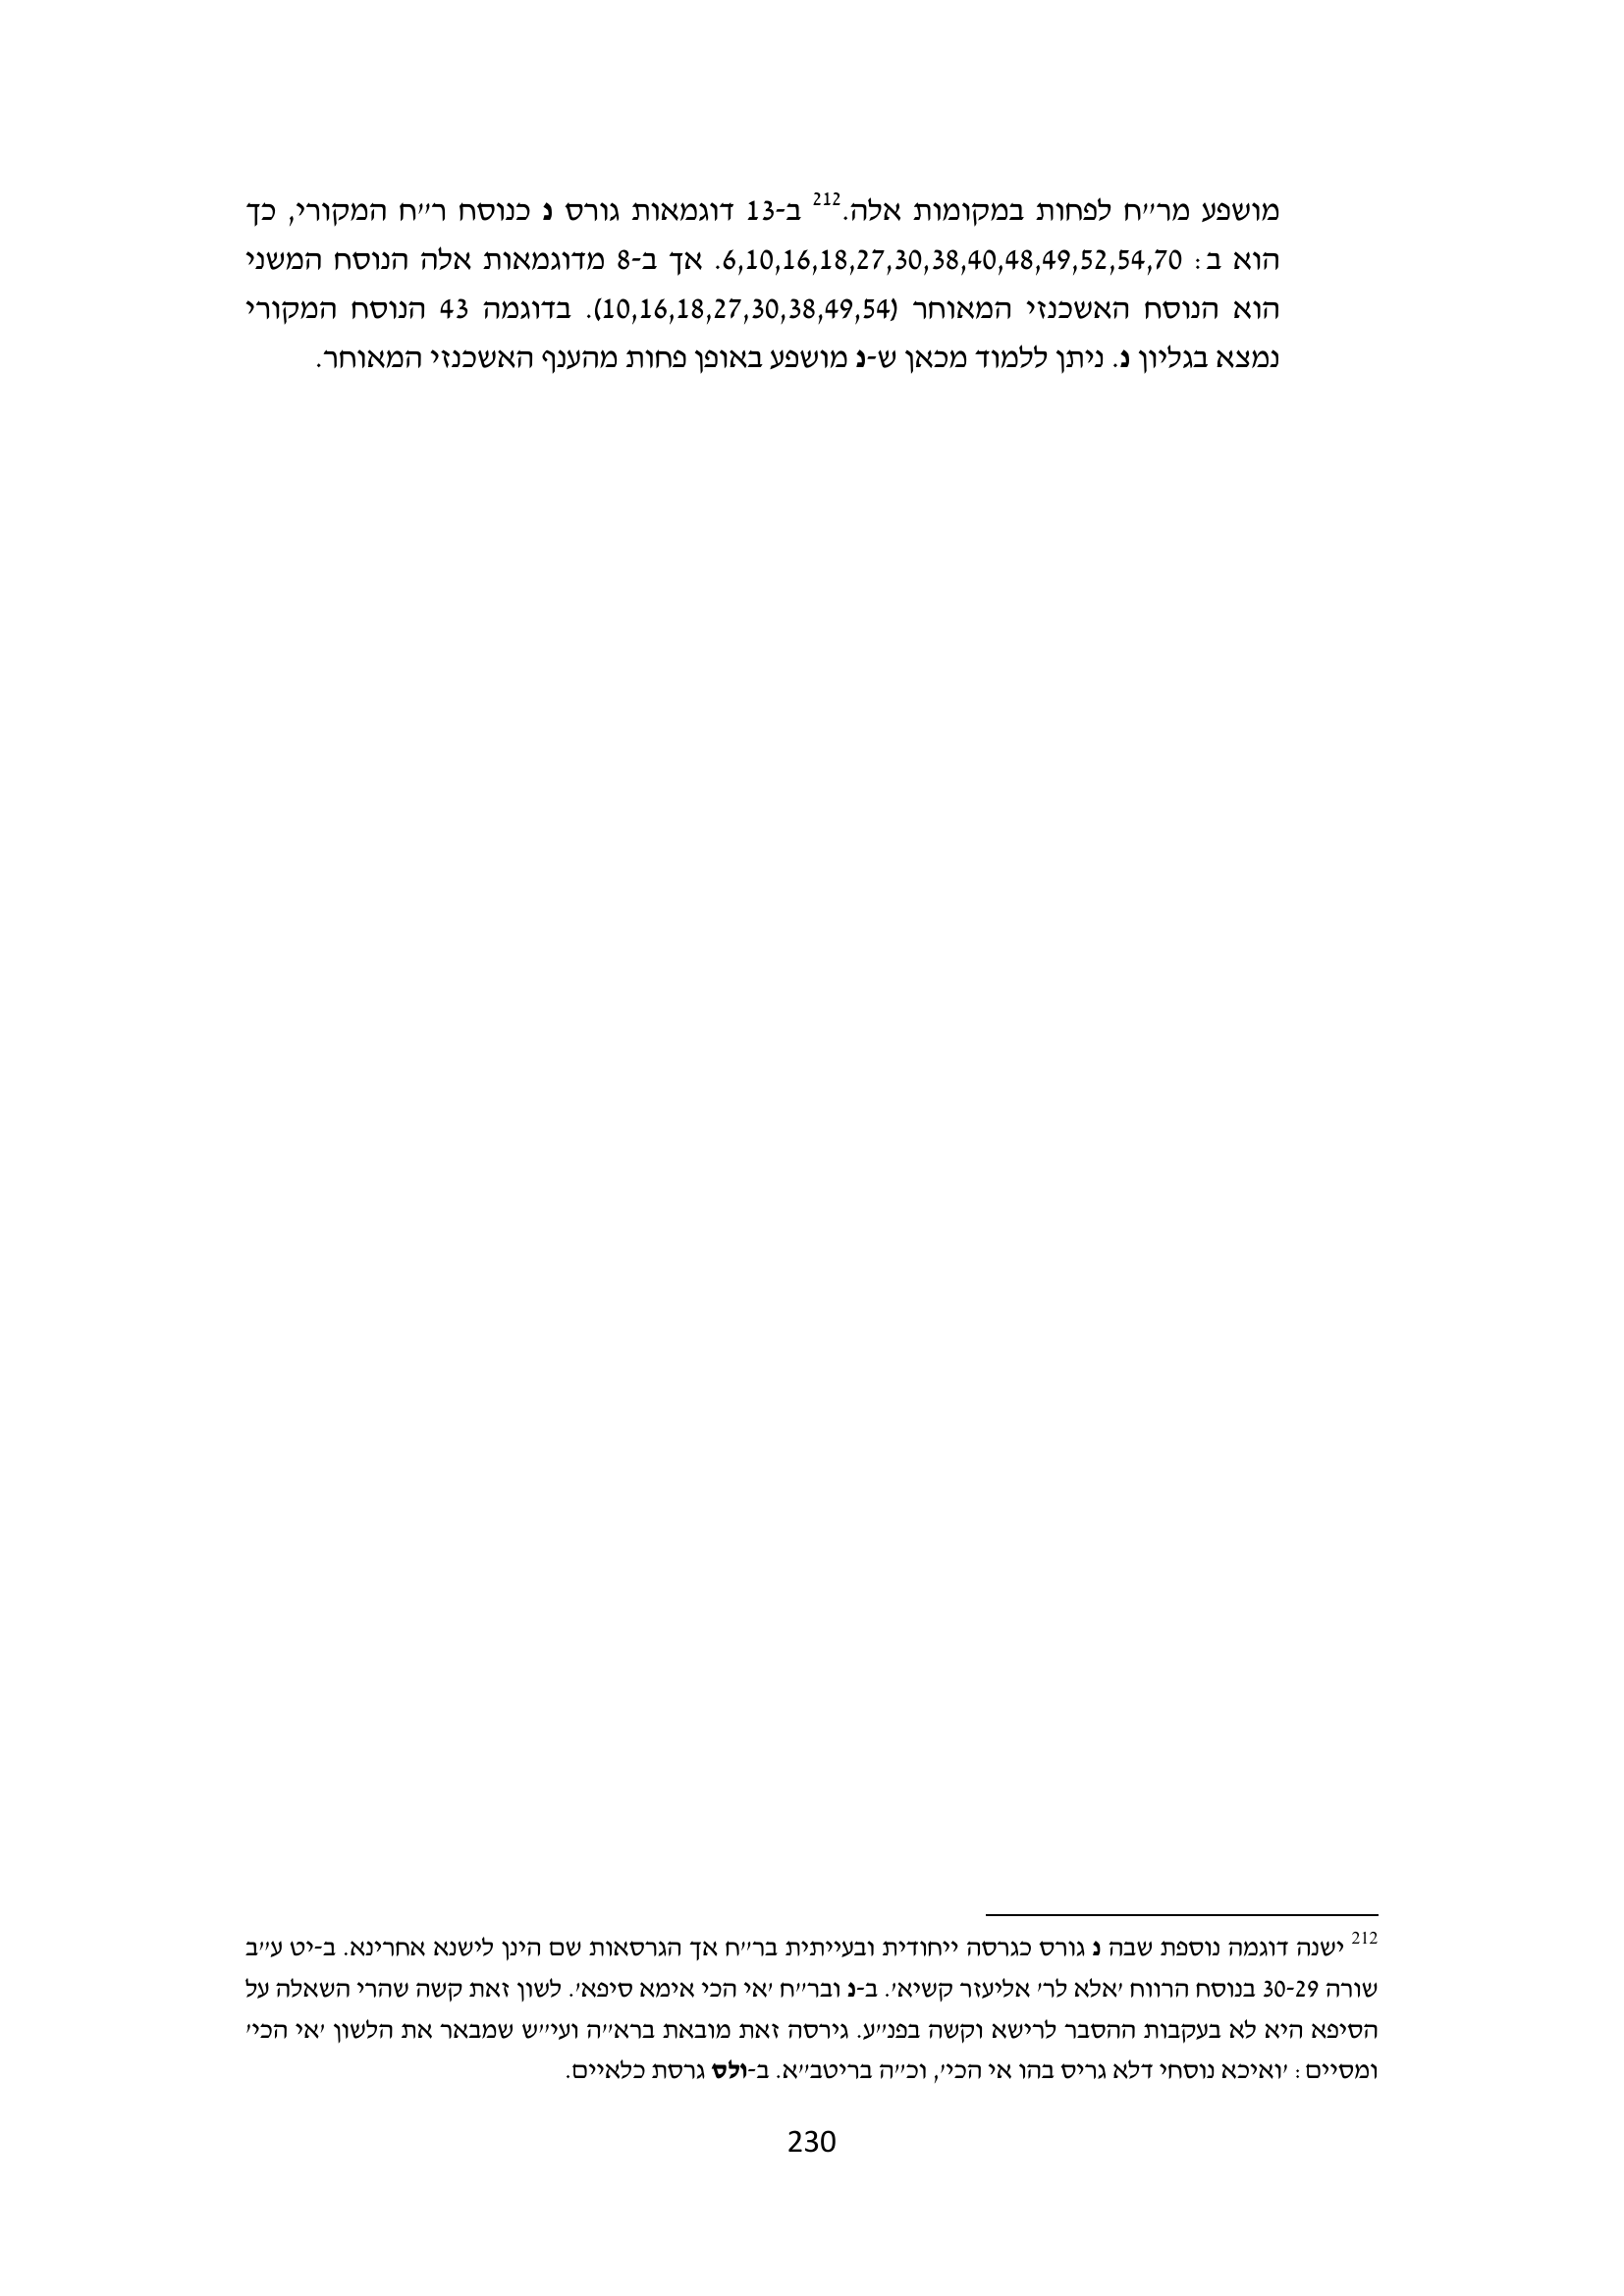 מושפע מר״ח לפחות במקומות אלה.212 ב-13 דוגמאות גורס נ כנוסח ר״ח המקורי, כך
הוא ב: 6,10,16,18,27,30,38,40,48,49,52,54,70. אך ב-8 מדוגמאות אלה הנוסח המשני
הוא הנוסח האשכנזי המאוחר (10,16,18,27,30,38,49,54). בדוגמה 43 הנוסח המקורי
נמצא בגליון נ. ניתן ללמוד מכאן ש-נ מושפע באופן פחות מהענף האשכנזי המאוחר.
212 ישנה דוגמה נוספת שבה נ גורס כגרסה ייחודית ובעייתית בר״ח אך הגרסאות שם הינן לישנא אחרינא. ב-יט ע״ב
שורה 30-29 בנוסח הרווח ׳אלא לר׳ אליעזר קשיא׳. ב-נ ובר״ח ׳אי הכי אימא סיפא׳. לשון זאת קשה שהרי השאלה על
הסיפא היא לא בעקבות ההסבר לרישא וקשה בפנ״ע. גירסה זאת מובאת ברא״ה ועי״ש שמבאר את הלשון ׳אי הכי׳
ומסיים: ׳ואיכא נוסחי דלא גריס בהו אי הכי׳, וכ״ה בריטב״א. ב-ולס גרסת כלאיים.
230